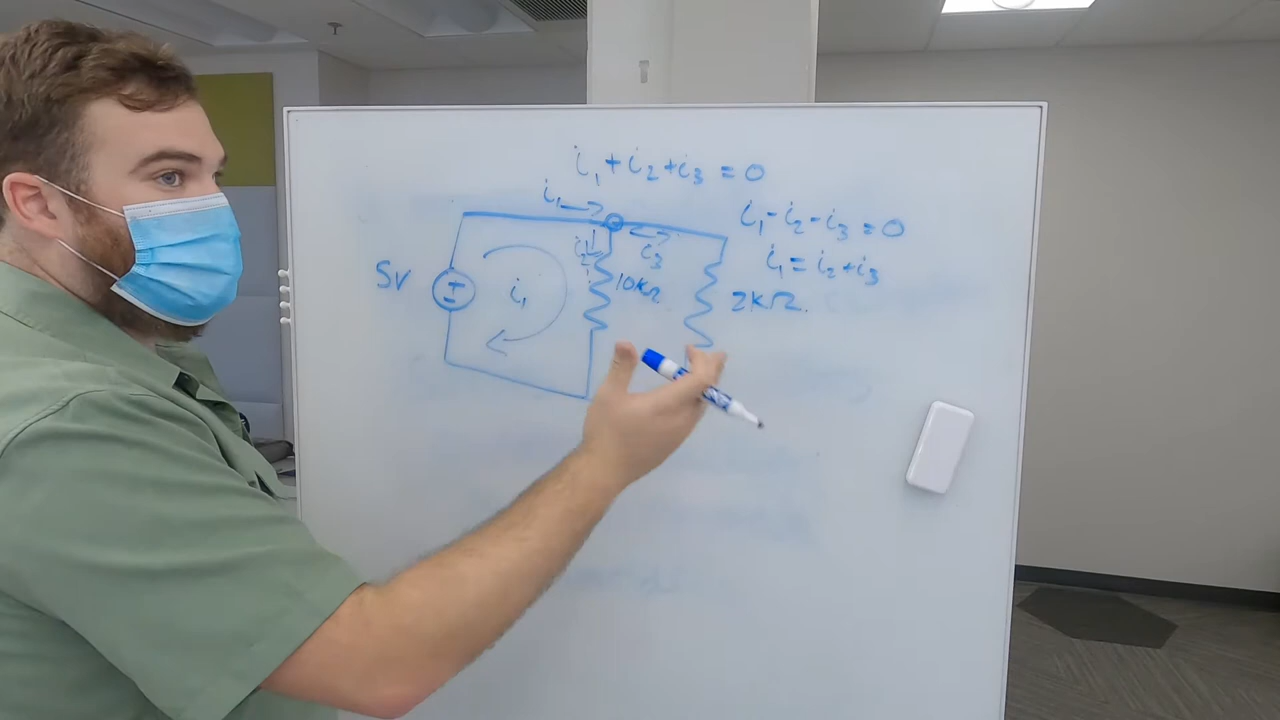 i₁ + i₂ + i₃ = 0
i₁ →
i₁ - i₂ - i₃ = 0
i₂
i₃
i₁ = i₂ + i₃
5v
i₁
10kΩ
2kΩ.